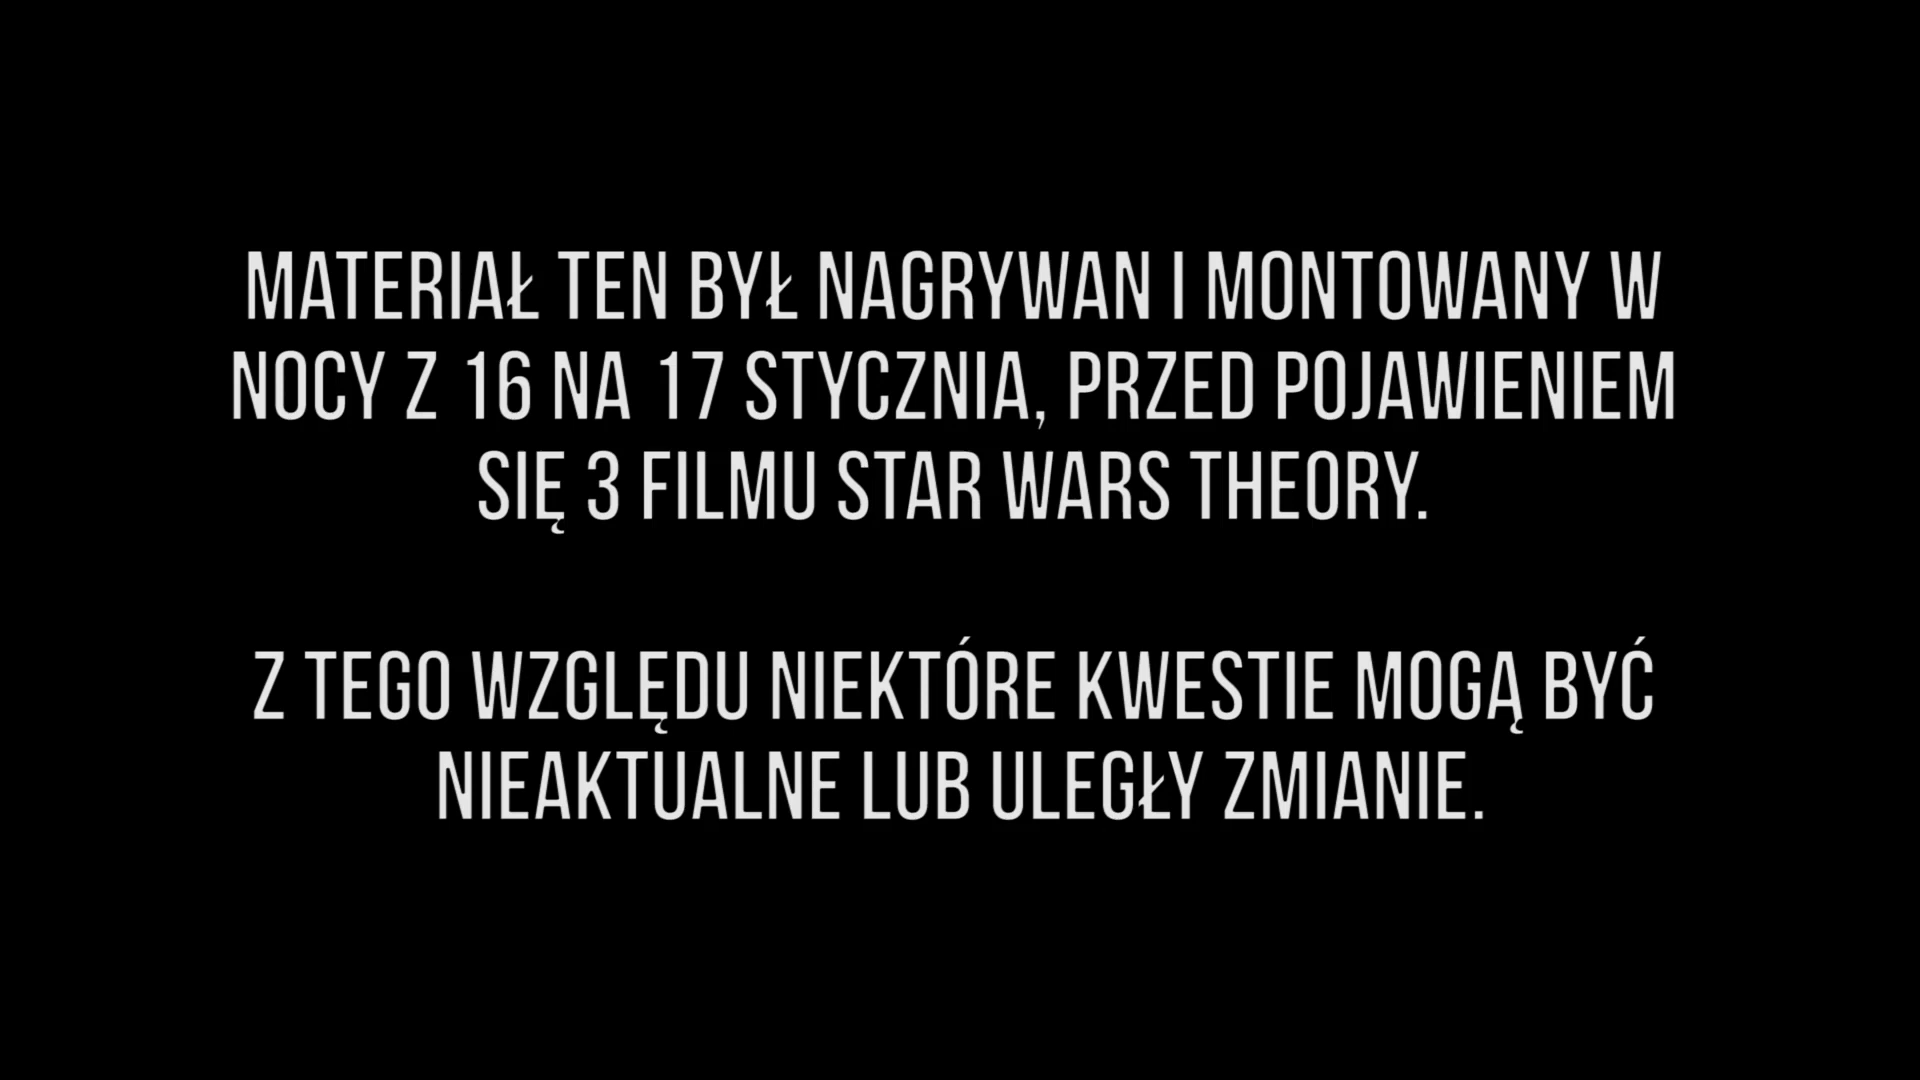 MATERIAŁ TEN BYŁ NAGRYWAN I MONTOWANY W
NOCY Z 16 NA 17 STYCZNIA, PRZED POJAWIENIEM
SIĘ 3 FILMU STAR WARS THEORY.
Z TEGO WZGLĘDU NIEKTÓRE KWESTIE MOGĄ BYĆ
NIEAKTUALNE LUB ULEGŁY ZMIANIE.